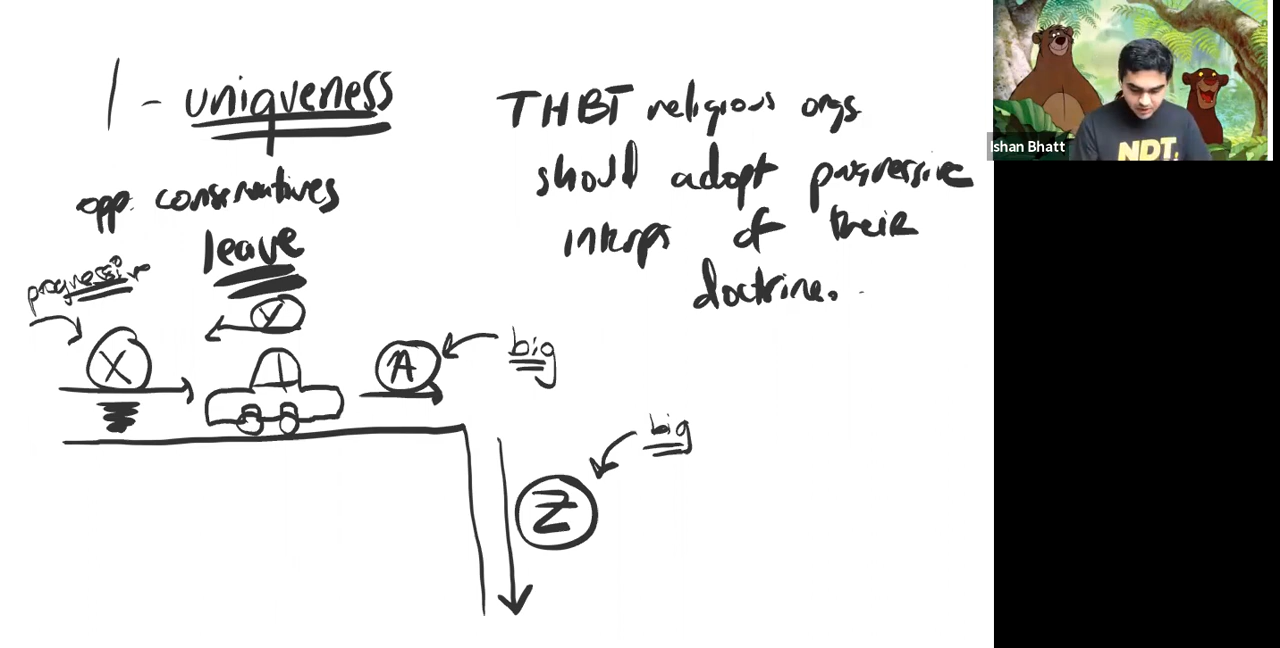 1 - uniqueness
opp: conservatives
leave
progressive
X
Y
A
big
big
Z
THBT religious orgs
should adopt progressive
interps of their
doctrine.
Ishan Bhatt
NDT.